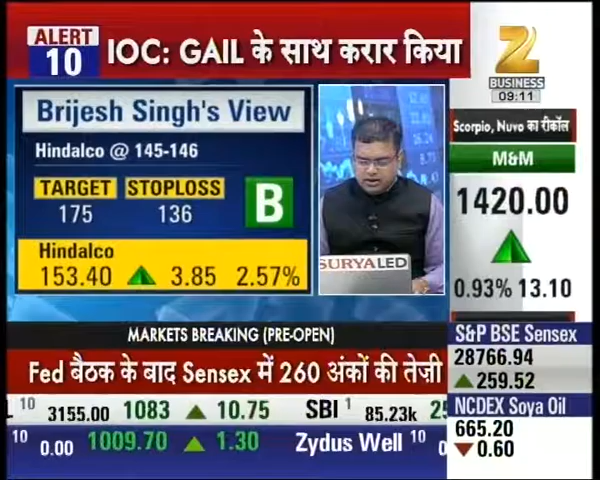 ALERT
10
IOC: GAIL के साथ करार किया
Z
BUSINESS
09:11
Brijesh Singh's View
Hindalco @ 145-146
TARGET STOPLOSS
175 136
B
Hindalco
153.40 3.85 2.57%
SURYA LED
Scorpio, Nuvo का रीकॉल
M&M
1420.00
0.93% 13.10
MARKETS BREAKING (PRE-OPEN)
Fed बैठक के बाद Sensex में 260 अंकों की तेज़ी
S&P BSE Sensex
28766.94
259.52
NCDEX Soya Oil
665.20
0.60
L 10 3155.00 1083 10.75 SBI 1 85.23k 25
10 0.00 1009.70 1.30 Zydus Well 10 0